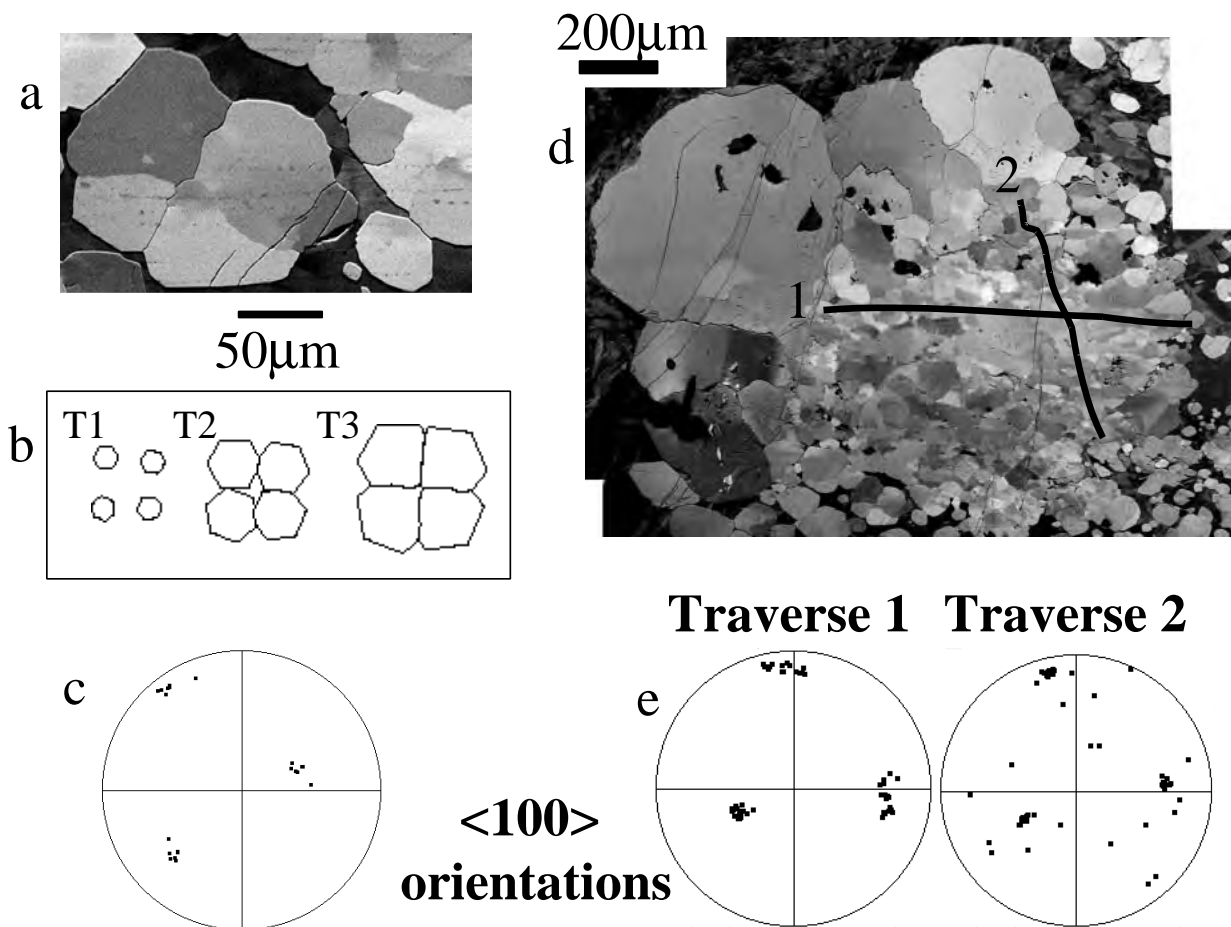 a
50μm
b
T1 T2 T3
c
<100>
orientations
200μm
d
1
2
Traverse 1 Traverse 2
e